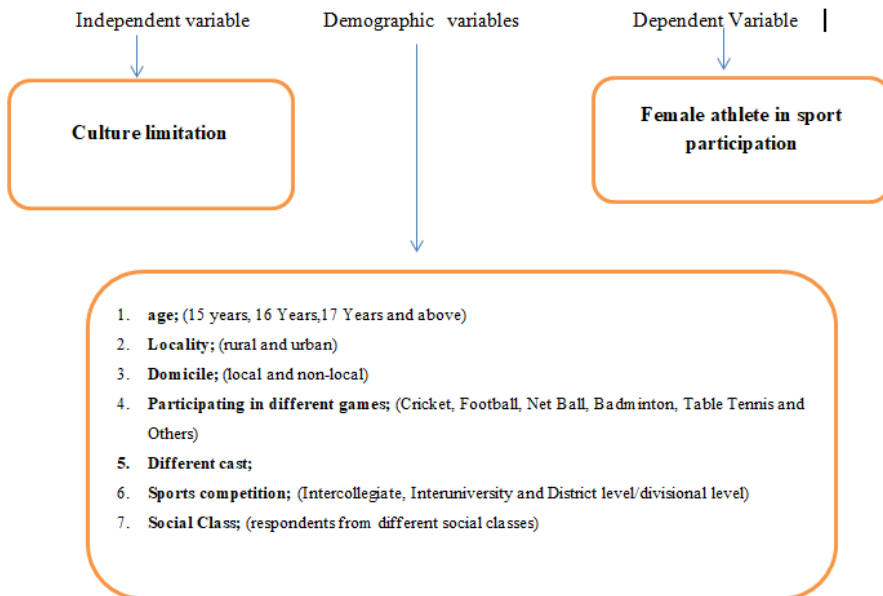 Independent variable
Demographic variables
Dependent Variable
Culture limitation
Female athlete in sport
participation
1. age; (15 years, 16 Years,17 Years and above)
2. Locality; (rural and urban)
3. Domicile; (local and non-local)
4. Participating in different games; (Cricket, Football, Net Ball, Badminton, Table Tennis and
Others)
5. Different cast;
6. Sports competition; (Intercollegiate, Interuniversity and District level/divisional level)
7. Social Class; (respondents from different social classes)